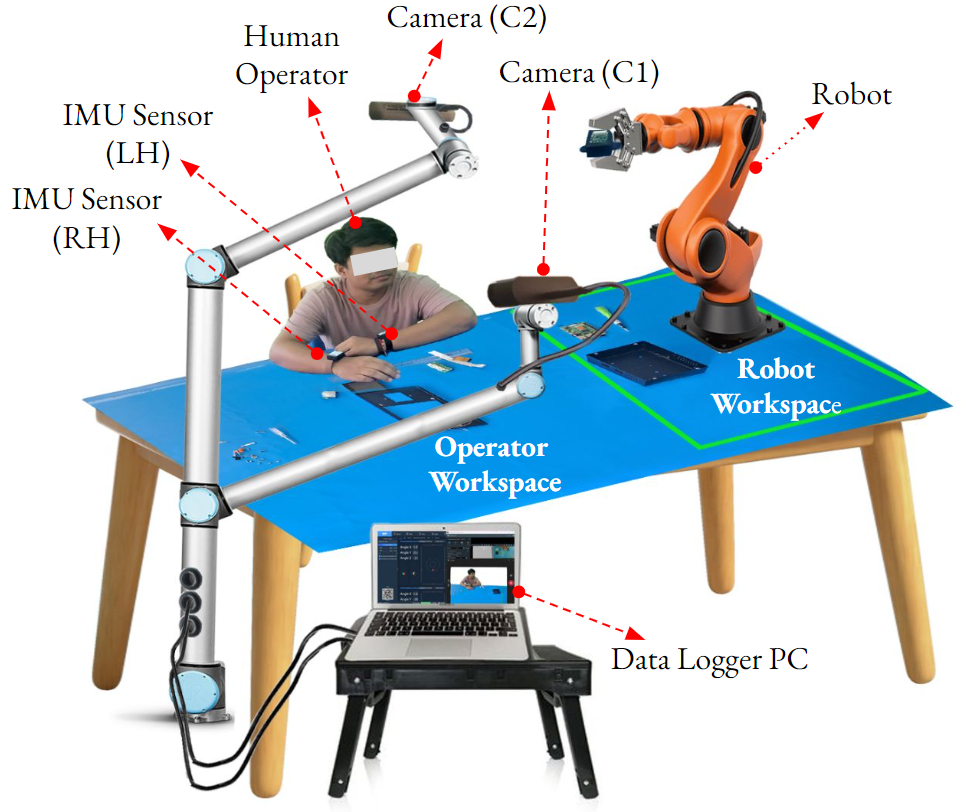 Camera (C2)
Human
Operator
Camera (C1)
Robot
IMU Sensor
(LH)
IMU Sensor
(RH)
Robot
Workspace
Operator
Workspace
Data Logger PC